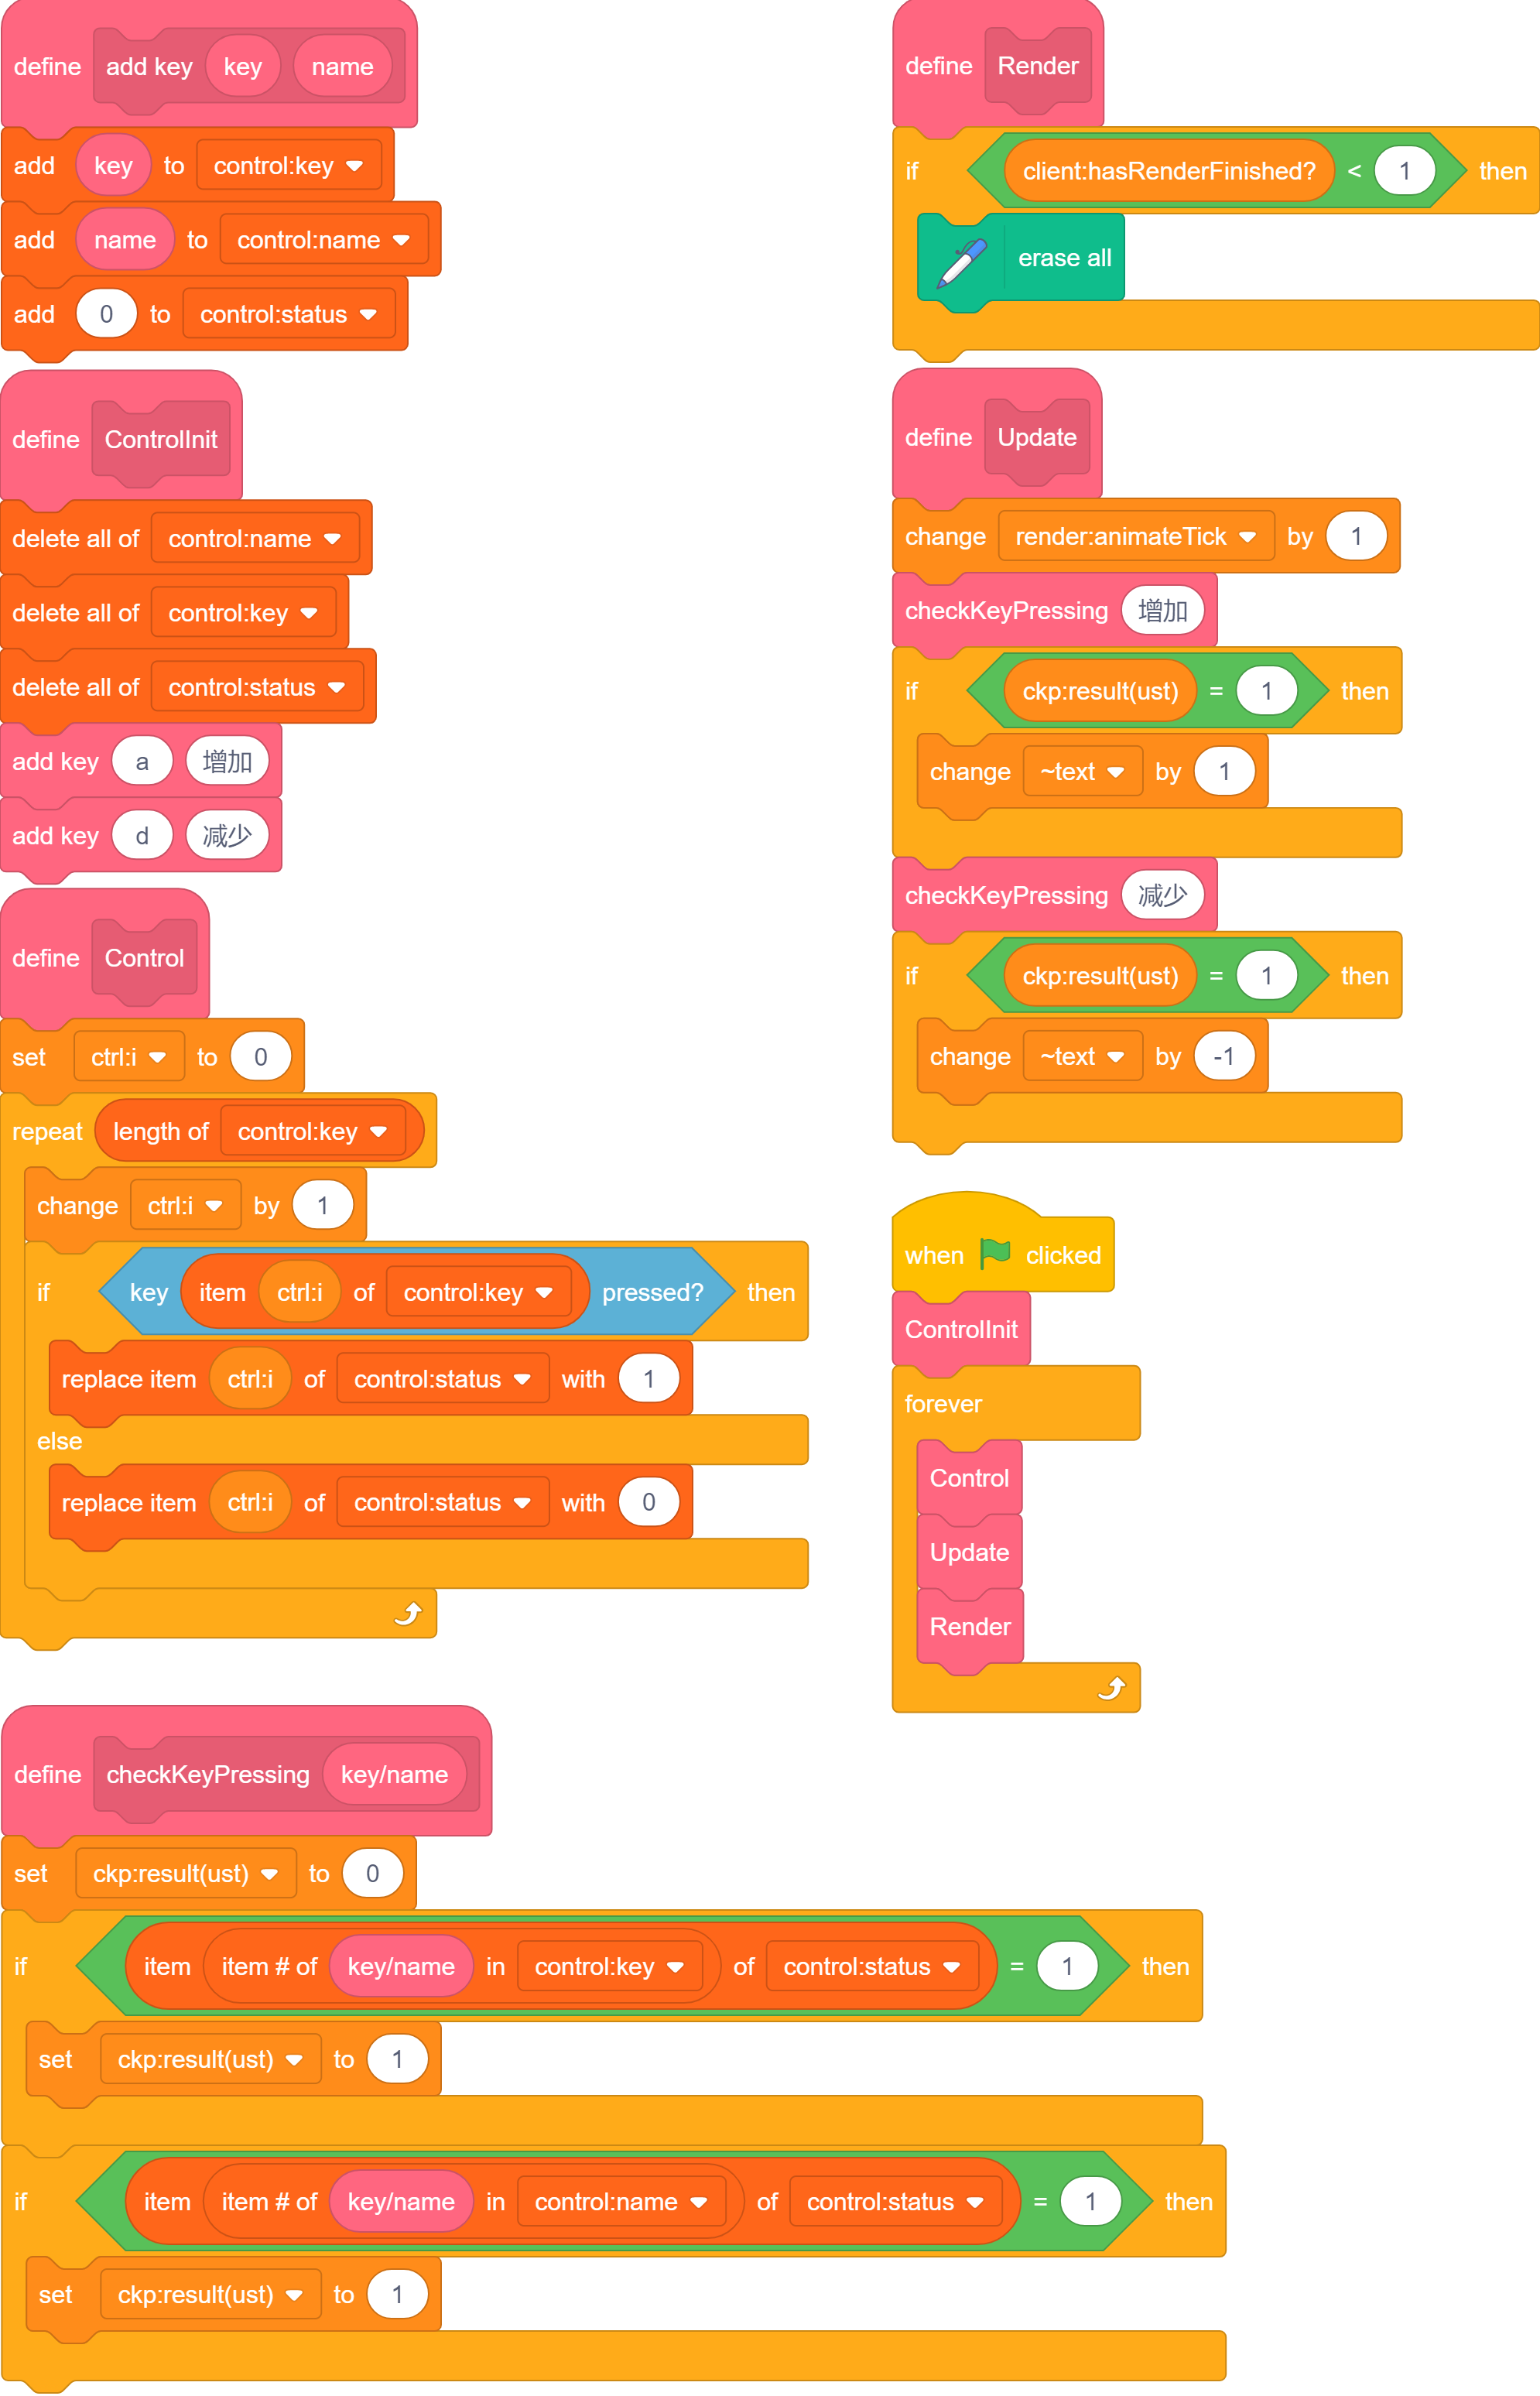 define add key key name
add key to control:key
add name to control:name
add 0 to control:status
define ControlInit
delete all of control:name
delete all of control:key
delete all of control:status
add key a 增加
add key d 减少
define Control
set ctrl:i to 0
repeat length of control:key
change ctrl:i by 1
if key item ctrl:i of control:key pressed? then
replace item ctrl:i of control:status with 1
else
replace item ctrl:i of control:status with 0
define checkKeyPressing key/name
set ckp:result(ust) to 0
if item item # of key/name in control:key of control:status = 1 then
set ckp:result(ust) to 1
if item item # of key/name in control:name of control:status = 1 then
set ckp:result(ust) to 1
define Render
if client:hasRenderFinished? < 1 then
erase all
define Update
change render:animateTick by 1
checkKeyPressing 增加
if ckp:result(ust) = 1 then
change ~text by 1
checkKeyPressing 减少
if ckp:result(ust) = 1 then
change ~text by -1
when clicked
ControlInit
forever
Control
Update
Render